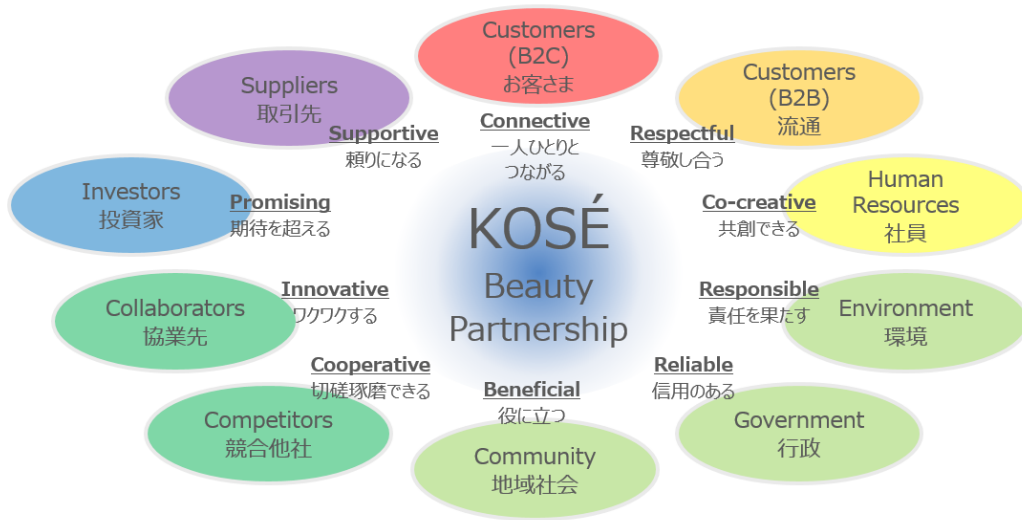 Customers
(B2C)
お客さま
Customers
(B2B)
流通
Suppliers
取引先
Supportive
頼りになる
Connective
一人ひとりと
つながる
Respectful
尊敬し合う
Investors
投資家
Promising
期待を超える
KOSÉ
Beauty
Partnership
Co-creative
共創できる
Human
Resources
社員
Collaborators
協業先
Innovative
ワクワクする
Responsible
責任を果たす
Environment
環境
Cooperative
切磋琢磨できる
Beneficial
役に立つ
Reliable
信用のある
Competitors
競合他社
Community
地域社会
Government
行政